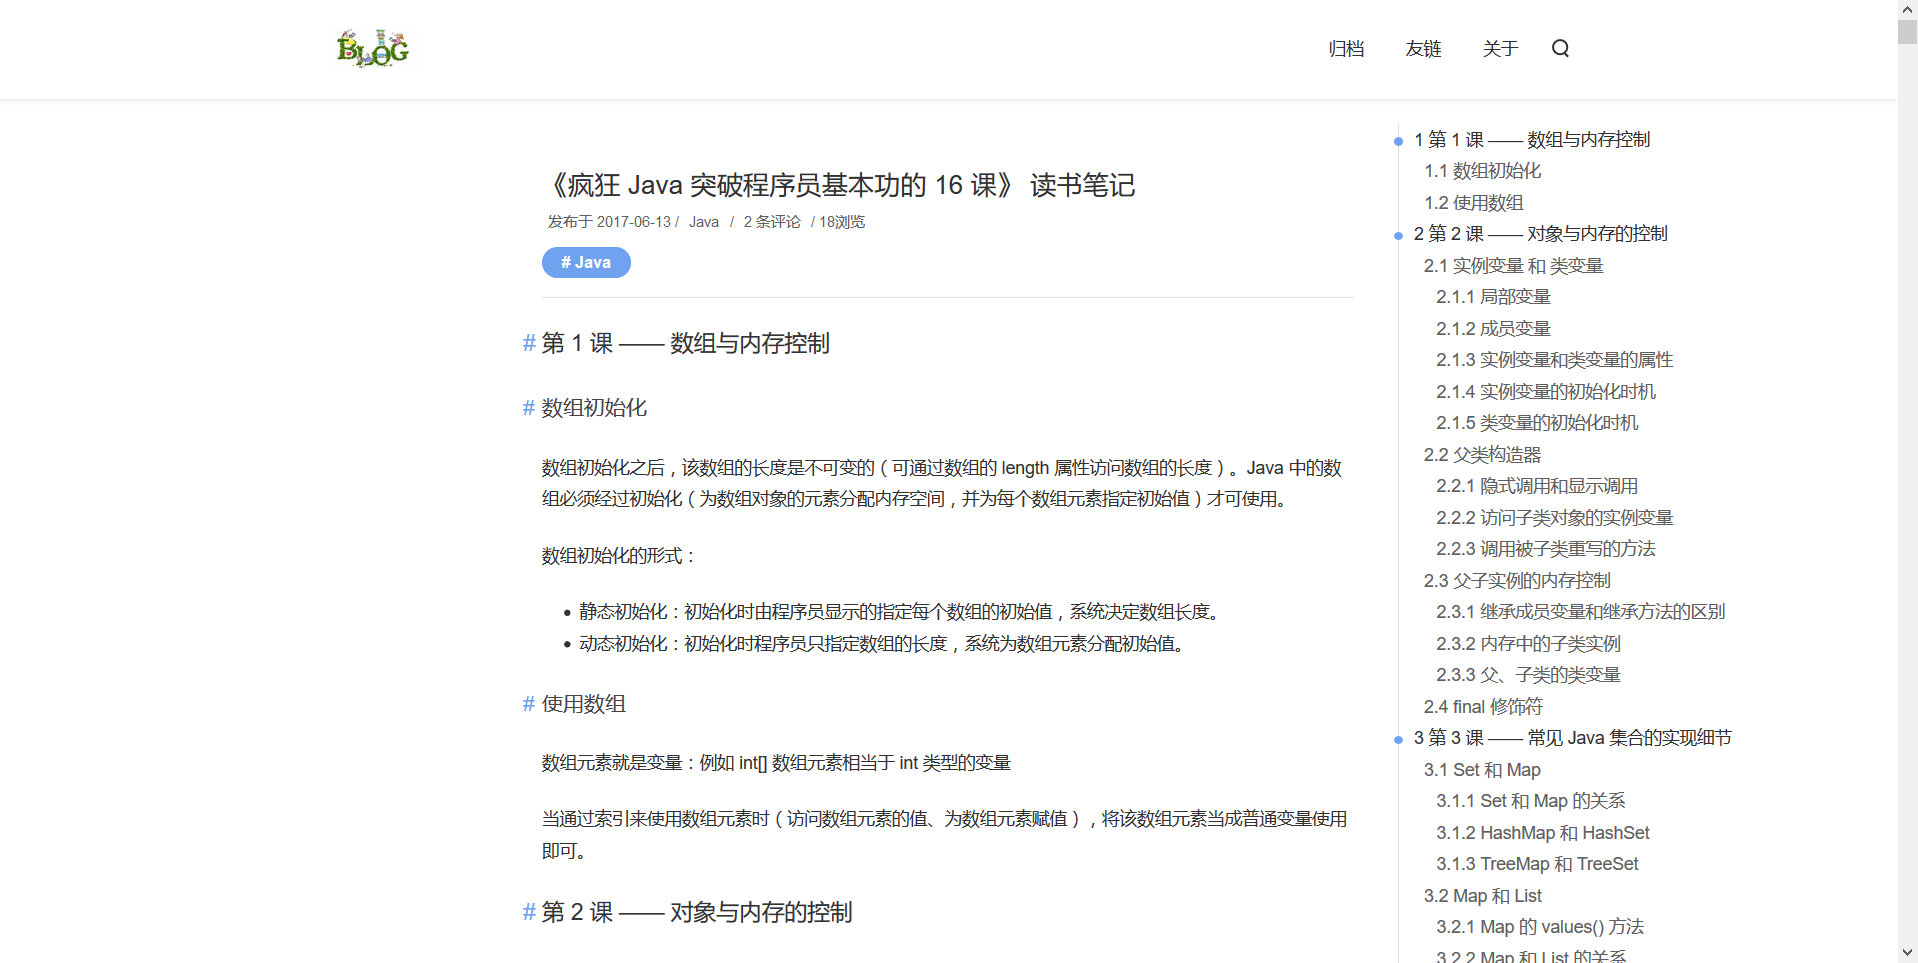 BLOG
归档
友链
关于
《疯狂 Java 突破程序员基本功的 16 课》 读书笔记
发布于 2017-06-13 / Java / 2 条评论 / 18浏览
# Java
# 第 1 课 —— 数组与内存控制
# 数组初始化
数组初始化之后，该数组的长度是不可变的（可通过数组的 length 属性访问数组的长度）。Java 中的数
组必须经过初始化（为数组对象的元素分配内存空间，并为每个数组元素指定初始值）才可使用。
数组初始化的形式：
• 静态初始化：初始化时由程序员显示的指定每个数组的初始值，系统决定数组长度。
• 动态初始化：初始化时程序员只指定数组的长度，系统为数组元素分配初始值。
# 使用数组
数组元素就是变量：例如 int[] 数组元素相当于 int 类型的变量
当通过索引来使用数组元素时（访问数组元素的值、为数组元素赋值），将该数组元素当成普通变量使用
即可。
# 第 2 课 —— 对象与内存的控制
1 第 1 课 —— 数组与内存控制
1.1 数组初始化
1.2 使用数组
2 第 2 课 —— 对象与内存的控制
2.1 实例变量 和 类变量
2.1.1 局部变量
2.1.2 成员变量
2.1.3 实例变量和类变量的属性
2.1.4 实例变量的初始化时机
2.1.5 类变量的初始化时机
2.2 父类构造器
2.2.1 隐式调用和显示调用
2.2.2 访问子类对象的实例变量
2.2.3 调用被子类重写的方法
2.3 父子实例的内存控制
2.3.1 继承成员变量和继承方法的区别
2.3.2 内存中的子类实例
2.3.3 父、子类的类变量
2.4 final 修饰符
3 第 3 课 —— 常见 Java 集合的实现细节
3.1 Set 和 Map
3.1.1 Set 和 Map 的关系
3.1.2 HashMap 和 HashSet
3.1.3 TreeMap 和 TreeSet
3.2 Map 和 List
3.2.1 Map 的 values() 方法
3.2.2 Map 和 List 的关系